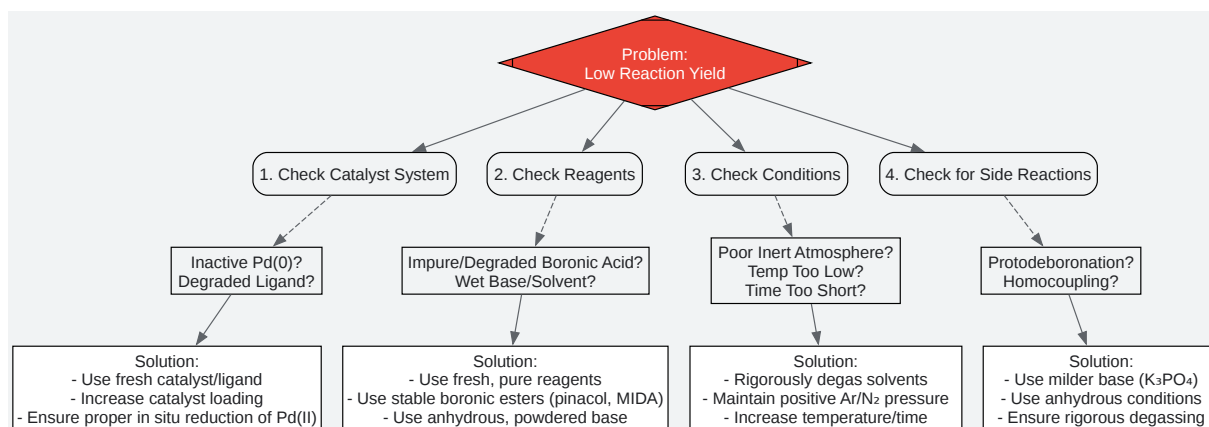 Problem:
Low Reaction Yield
1. Check Catalyst System
2. Check Reagents
3. Check Conditions
4. Check for Side Reactions
Inactive Pd(0)?
Degraded Ligand?
Impure/Degraded Boronic Acid?
Wet Base/Solvent?
Poor Inert Atmosphere?
Temp Too Low?
Time Too Short?
Protodeboronation?
Homocoupling?
Solution:
- Use fresh catalyst/ligand
- Increase catalyst loading
- Ensure proper in situ reduction of Pd(II)
Solution:
- Use fresh, pure reagents
- Use stable boronic esters (pinacol, MIDA)
- Use anhydrous, powdered base
Solution:
- Rigorously degas solvents
- Maintain positive Ar/N₂ pressure
- Increase temperature/time
Solution:
- Use milder base (K₃PO₄)
- Use anhydrous conditions
- Ensure rigorous degassing